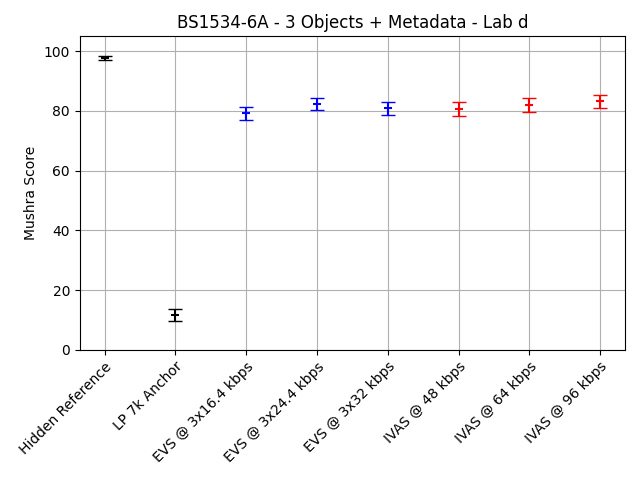 BS1534-6A - 3 Objects + Metadata - Lab d
Mushra Score
100
80
60
40
20
0
Hidden Reference
LP 7k Anchor
EVS @ 3x16.4 kbps
EVS @ 3x24.4 kbps
EVS @ 3x32 kbps
IVAS @ 48 kbps
IVAS @ 64 kbps
IVAS @ 96 kbps